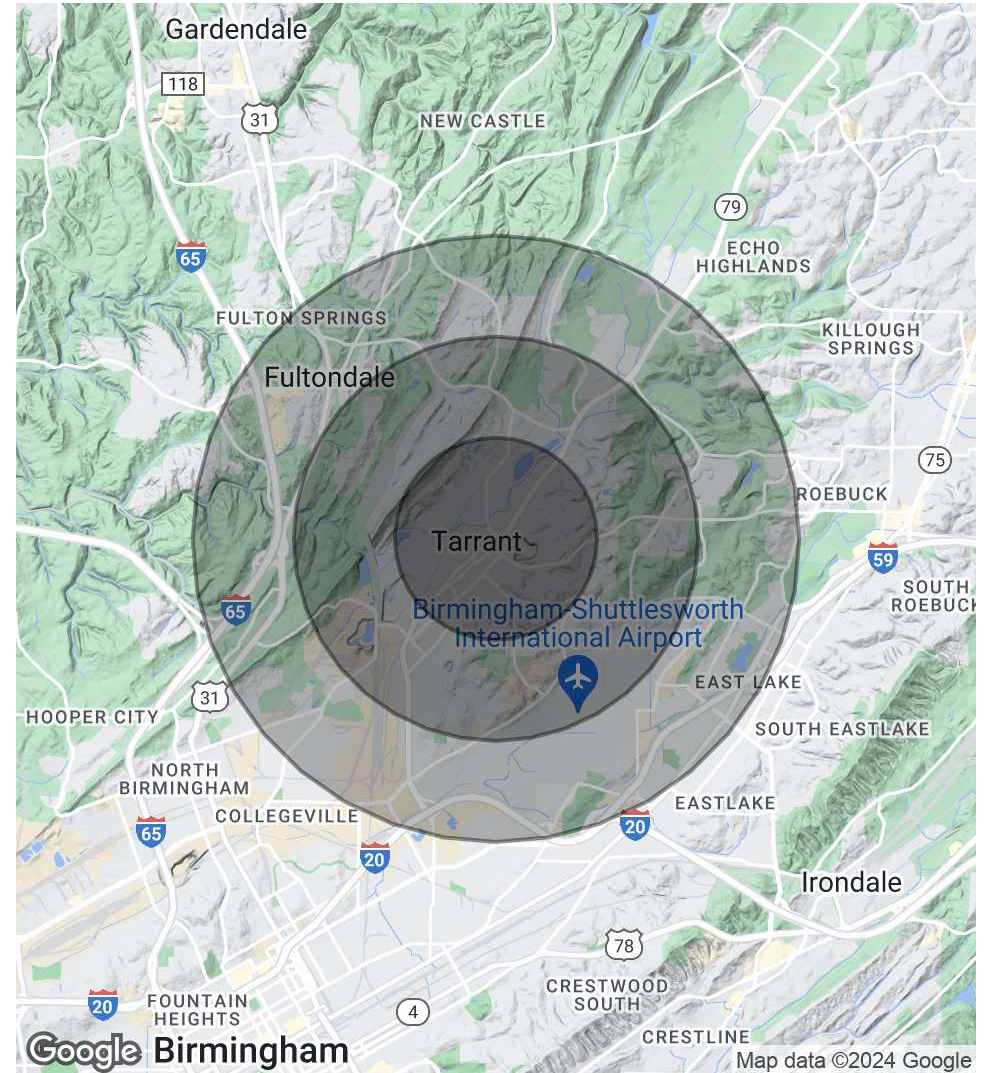 Gardendale
118
31
NEW CASTLE
79
ECHO
HIGHLANDS
65
FULTON SPRINGS
KILLOUGH
SPRINGS
Fultondale
75
ROEBUCK
Tarrant
59
SOUTH
ROEBUCK
65
Birmingham-Shuttlesworth
International Airport
31
EAST LAKE
HOOPER CITY
SOUTH EASTLAKE
NORTH
BIRMINGHAM
EASTLAKE
COLLEGEVILLE
65
20
20
Irondale
78
CRESTWOOD
SOUTH
20
FOUNTAIN
HEIGHTS
4
CRESTLINE
Google
Birmingham
Map data ©2024 Google